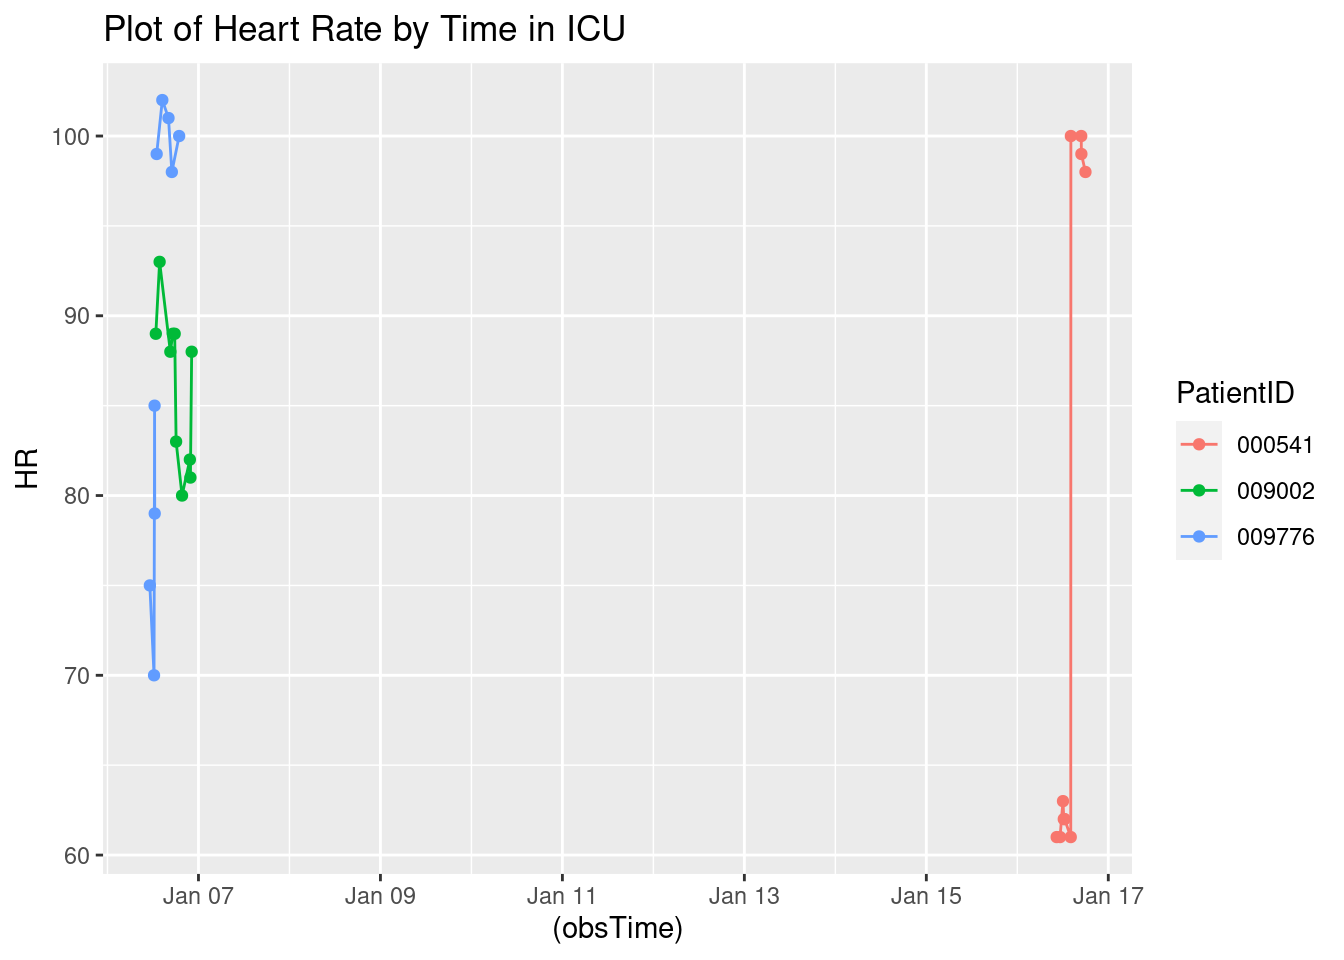 Plot of Heart Rate by Time in ICU
100
90
80
70
60
HR
Jan 07 Jan 09 Jan 11 Jan 13 Jan 15 Jan 17
(obsTime)
PatientID
000541
009002
009776